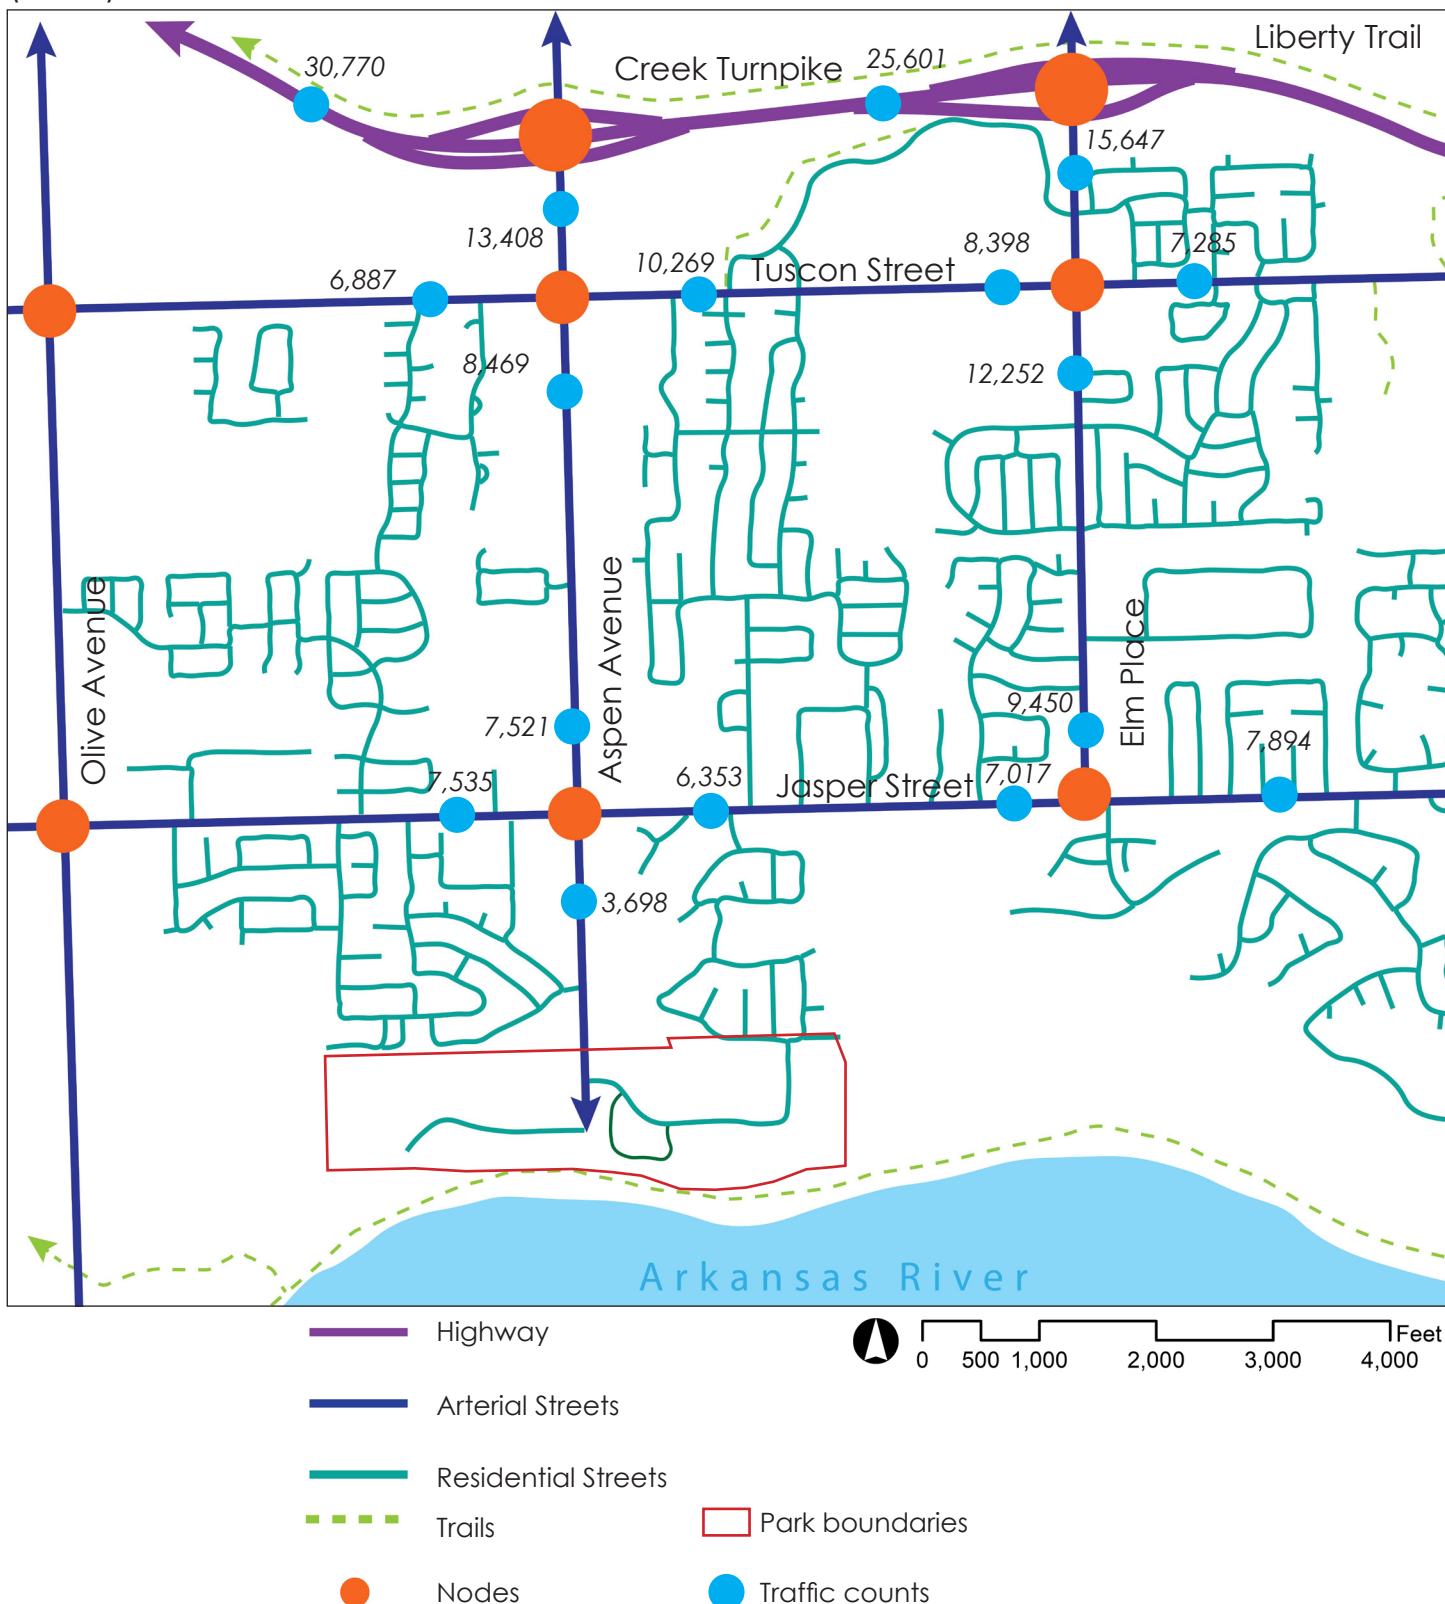 Liberty Trail
30,770
Creek Turnpike
25,601
15,647
13,408
6,887
10,269
Tuscon Street
8,398
7,285
8,469
12,252
Olive Avenue
Aspen Avenue
Elm Place
7,521
9,450
7,535
6,353
Jasper Street
7,017
7,894
3,698
Arkansas River
Highway
Feet
0 500 1,000 2,000 3,000 4,000
Arterial Streets
Residential Streets
Trails
Park boundaries
Nodes
Traffic counts